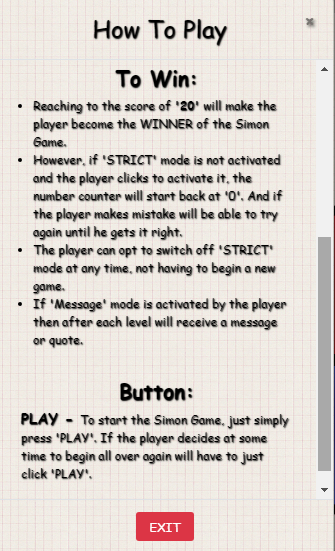 How To Play
×
To Win:
• Reaching to the score of '20' will make the
player become the WINNER of the Simon
Game.
• However, if 'STRICT' mode is not activated
and the player clicks to activate it, the
number counter will start back at '0'. And if
the player makes mistake will be able to try
again until he gets it right.
• The player can opt to switch off 'STRICT'
mode at any time, not having to begin a new
game.
• If 'Message' mode is activated by the player
then after each level will receive a message
or quote.
Button:
PLAY - To start the Simon Game, just simply
press 'PLAY'. If the player decides at some
time to begin all over again will have to just
click 'PLAY'.
EXIT